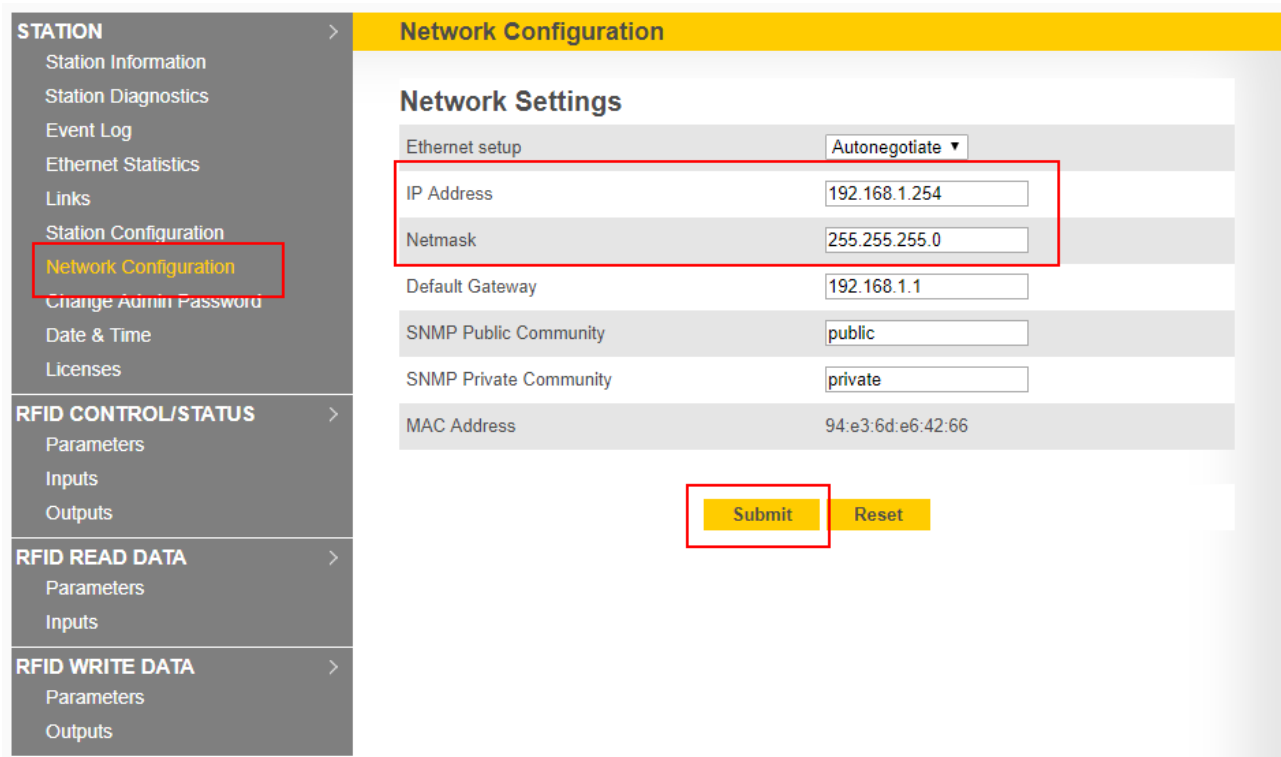 STATION
Station Information
Station Diagnostics
Event Log
Ethernet Statistics
Links
Station Configuration
Network Configuration
Change Admin Password
Date & Time
Licenses
RFID CONTROL/STATUS
Parameters
Inputs
Outputs
RFID READ DATA
Parameters
Inputs
RFID WRITE DATA
Parameters
Outputs
Network Configuration
Network Settings
Ethernet setup Autonegotiate
IP Address 192.168.1.254
Netmask 255.255.255.0
Default Gateway 192.168.1.1
SNMP Public Community public
SNMP Private Community private
MAC Address 94:e3:6d:e6:42:66
Submit Reset